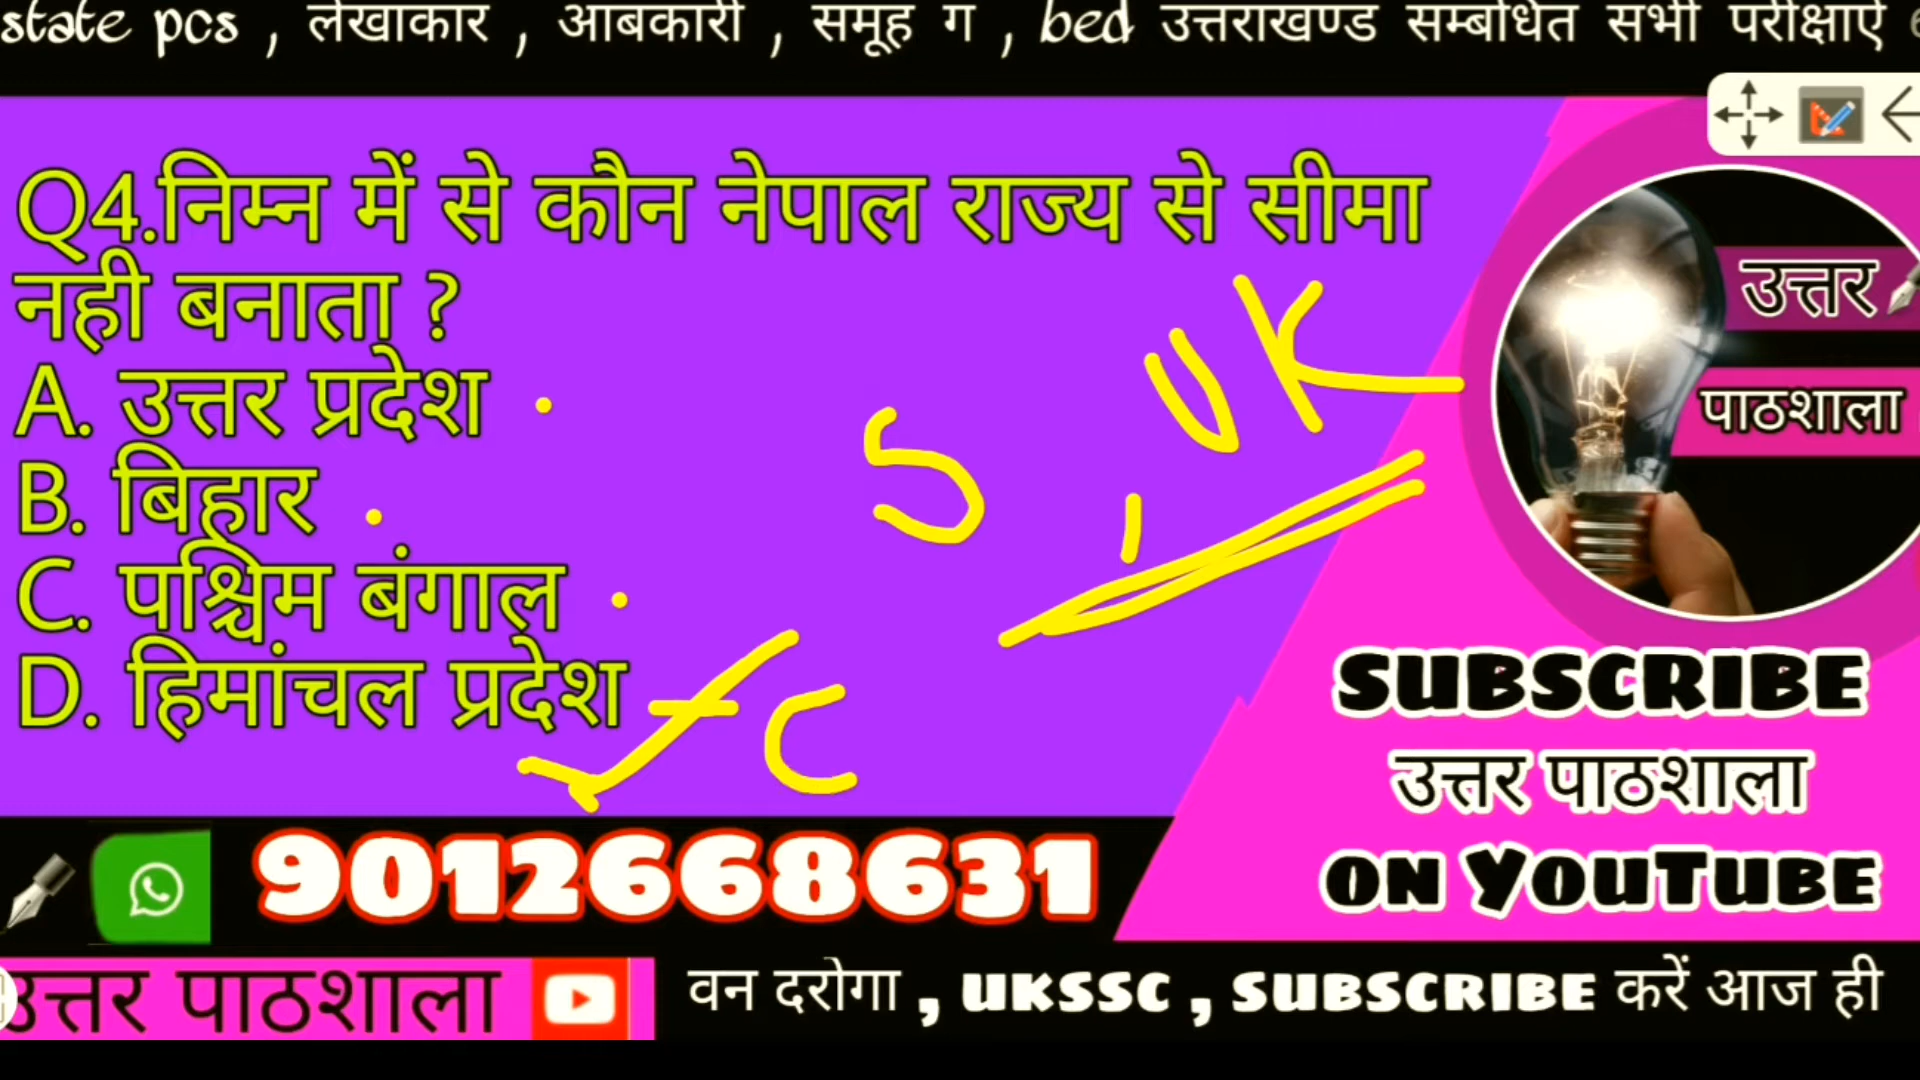 state pcs , लेखाकार , आबकारी , समूह ग , bed उत्तराखण्ड सम्बंधित सभी परीक्षाऐं
Q4.निम्न में से कौन नेपाल राज्य से सीमा
नही बनाता ?
A. उत्तर प्रदेश
B. बिहार
C. पश्चिम बंगाल
D. हिमांचल प्रदेश
S , UK
C
उत्तर
पाठशाला
SUBSCRIBE
उत्तर पाठशाला
ON YOUTUBE
9012668631
उत्तर पाठशाला
वन दरोगा , UKSSC , SUBSCRIBE करें आज ही